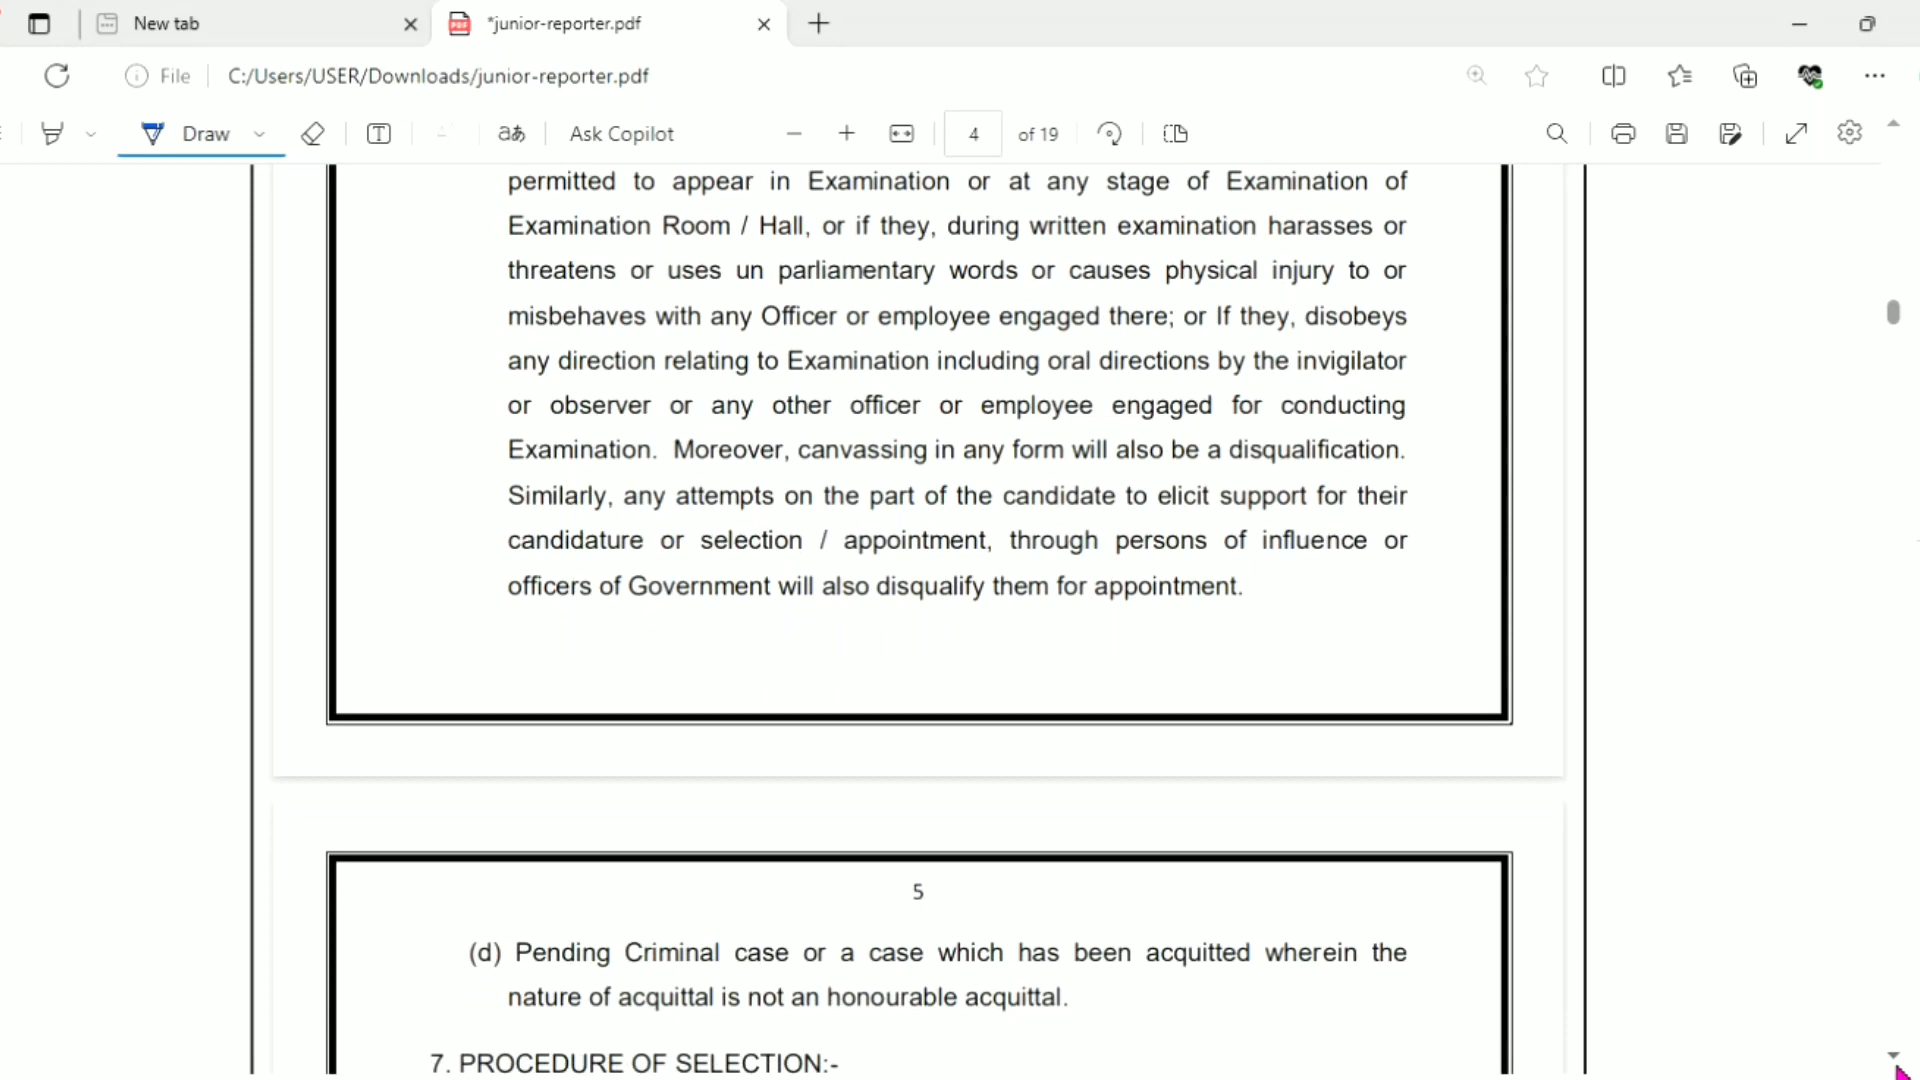 New tab
*junior-reporter.pdf
File
C:/Users/USER/Downloads/junior-reporter.pdf
Draw
aあ
Ask Copilot
4 of 19
permitted to appear in Examination or at any stage of Examination of
Examination Room / Hall, or if they, during written examination harasses or
threatens or uses un parliamentary words or causes physical injury to or
misbehaves with any Officer or employee engaged there; or If they, disobeys
any direction relating to Examination including oral directions by the invigilator
or observer or any other officer or employee engaged for conducting
Examination. Moreover, canvassing in any form will also be a disqualification.
Similarly, any attempts on the part of the candidate to elicit support for their
candidature or selection / appointment, through persons of influence or
officers of Government will also disqualify them for appointment.
5
(d) Pending Criminal case or a case which has been acquitted wherein the
nature of acquittal is not an honourable acquittal.
7. PROCEDURE OF SELECTION:-